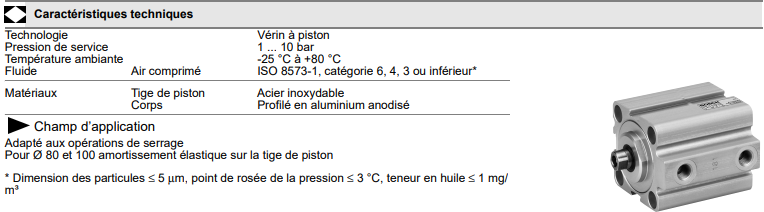 Caractéristiques techniques
Technologie Vérin à piston
Pression de service 1 ... 10 bar
Température ambiante -25 °C à +80 °C
Fluide Air comprimé ISO 8573-1, catégorie 6, 4, 3 ou inférieur*
Matériaux Tige de piston Acier inoxydable
Corps Profilé en aluminium anodisé
Champ d’application
Adapté aux opérations de serrage
Pour Ø 80 et 100 amortissement élastique sur la tige de piston
* Dimension des particules ≤ 5 μm, point de rosée de la pression ≤ 3 °C, teneur en huile ≤ 1 mg/
m³